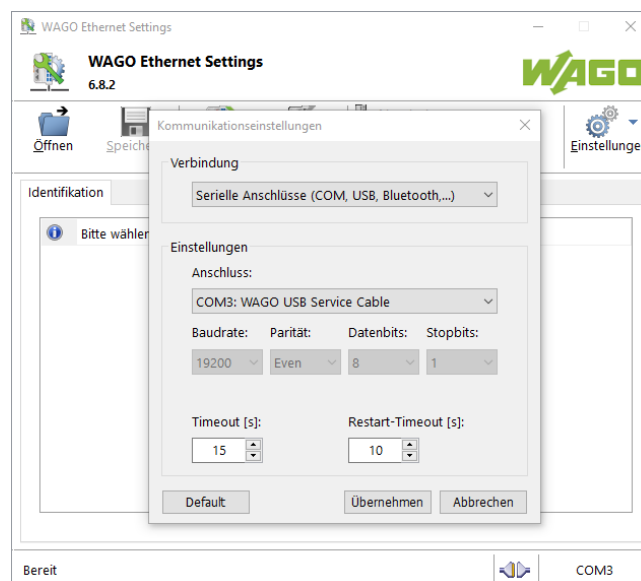 WAGO Ethernet Settings
WAGO Ethernet Settings
6.8.2
WAGO
Öffnen
Speiche
Einstellunge
Kommunikationseinstellungen
Identifikation
Bitte wählen
Verbindung
Serielle Anschlüsse (COM, USB, Bluetooth,...)
Einstellungen
Anschluss:
COM3: WAGO USB Service Cable
Baudrate: Parität: Datenbits: Stopbits:
19200 Even 8 1
Timeout [s]: Restart-Timeout [s]:
15 10
Default Übernehmen Abbrechen
Bereit COM3